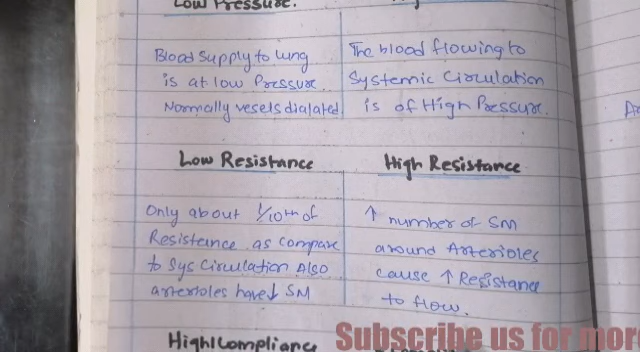 Low Pressure.
Blood supply to lung
is at low Pressure.
Normally vesels dialated
The blood flowing to
Systemic Circulation
is of High Pressure.
Low Resistance
High Resistance
Only about 1/10th of
Resistance as compare
to Sys Circulation Also
arterioles have ↓ SM
↑ number of SM
around Arterioles
cause ↑ Resistance
to flow.
High Compliance
Subscribe us for mor